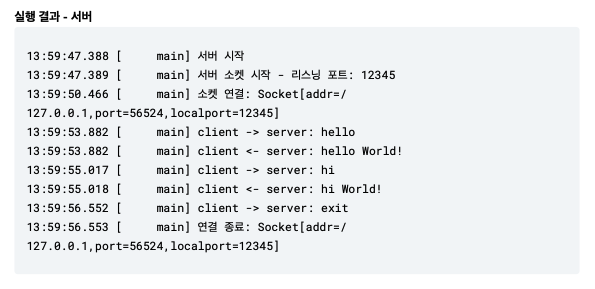 실행 결과 - 서버
13:59:47.388 [     main] 서버 시작
13:59:47.389 [     main] 서버 소켓 시작 - 리스닝 포트: 12345
13:59:50.466 [     main] 소켓 연결: Socket[addr=/
127.0.0.1,port=56524,localport=12345]
13:59:53.882 [     main] client -> server: hello
13:59:53.882 [     main] client <- server: hello World!
13:59:55.017 [     main] client -> server: hi
13:59:55.018 [     main] client <- server: hi World!
13:59:56.552 [     main] client -> server: exit
13:59:56.553 [     main] 연결 종료: Socket[addr=/
127.0.0.1,port=56524,localport=12345]